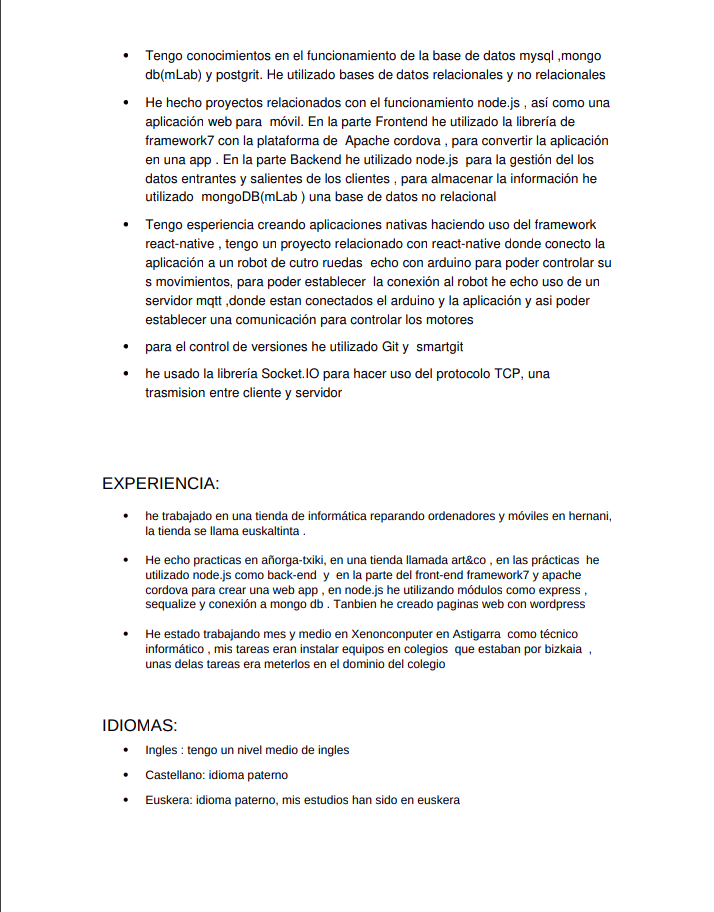 Tengo conocimientos en el funcionamiento de la base de datos mysql ,mongo
db(mLab) y postgrit. He utilizado bases de datos relacionales y no relacionales
He hecho proyectos relacionados con el funcionamiento node.js , así como una
aplicación web para  móvil. En la parte Frontend he utilizado la librería de
framework7 con la plataforma de  Apache cordova , para convertir la aplicación
en una app . En la parte Backend he utilizado node.js  para la gestión del los
datos entrantes y salientes de los clientes , para almacenar la información he
utilizado  mongoDB(mLab ) una base de datos no relacional
Tengo esperiencia creando aplicaciones nativas haciendo uso del framework
react-native , tengo un proyecto relacionado con react-native donde conecto la
aplicación a un robot de cutro ruedas  echo con arduino para poder controlar su
s movimientos, para poder establecer  la conexión al robot he echo uso de un
servidor mqtt ,donde estan conectados el arduino y la aplicación y asi poder
establecer una comunicación para controlar los motores
para el control de versiones he utilizado Git y  smartgit
he usado la librería Socket.IO para hacer uso del protocolo TCP, una
trasmision entre cliente y servidor
EXPERIENCIA:
he trabajado en una tienda de informática reparando ordenadores y móviles en hernani,
la tienda se llama euskaltinta .
He echo practicas en añorga-txiki, en una tienda llamada art&co , en las prácticas  he
utilizado node.js como back-end  y  en la parte del front-end framework7 y apache
cordova para crear una web app , en node.js he utilizando módulos como express ,
sequalize y conexión a mongo db . Tanbien he creado paginas web con wordpress
He estado trabajando mes y medio en Xenonconputer en Astigarra  como técnico
informático , mis tareas eran instalar equipos en colegios  que estaban por bizkaia  ,
unas delas tareas era meterlos en el dominio del colegio
IDIOMAS:
Ingles : tengo un nivel medio de ingles
Castellano: idioma paterno
Euskera: idioma paterno, mis estudios han sido en euskera